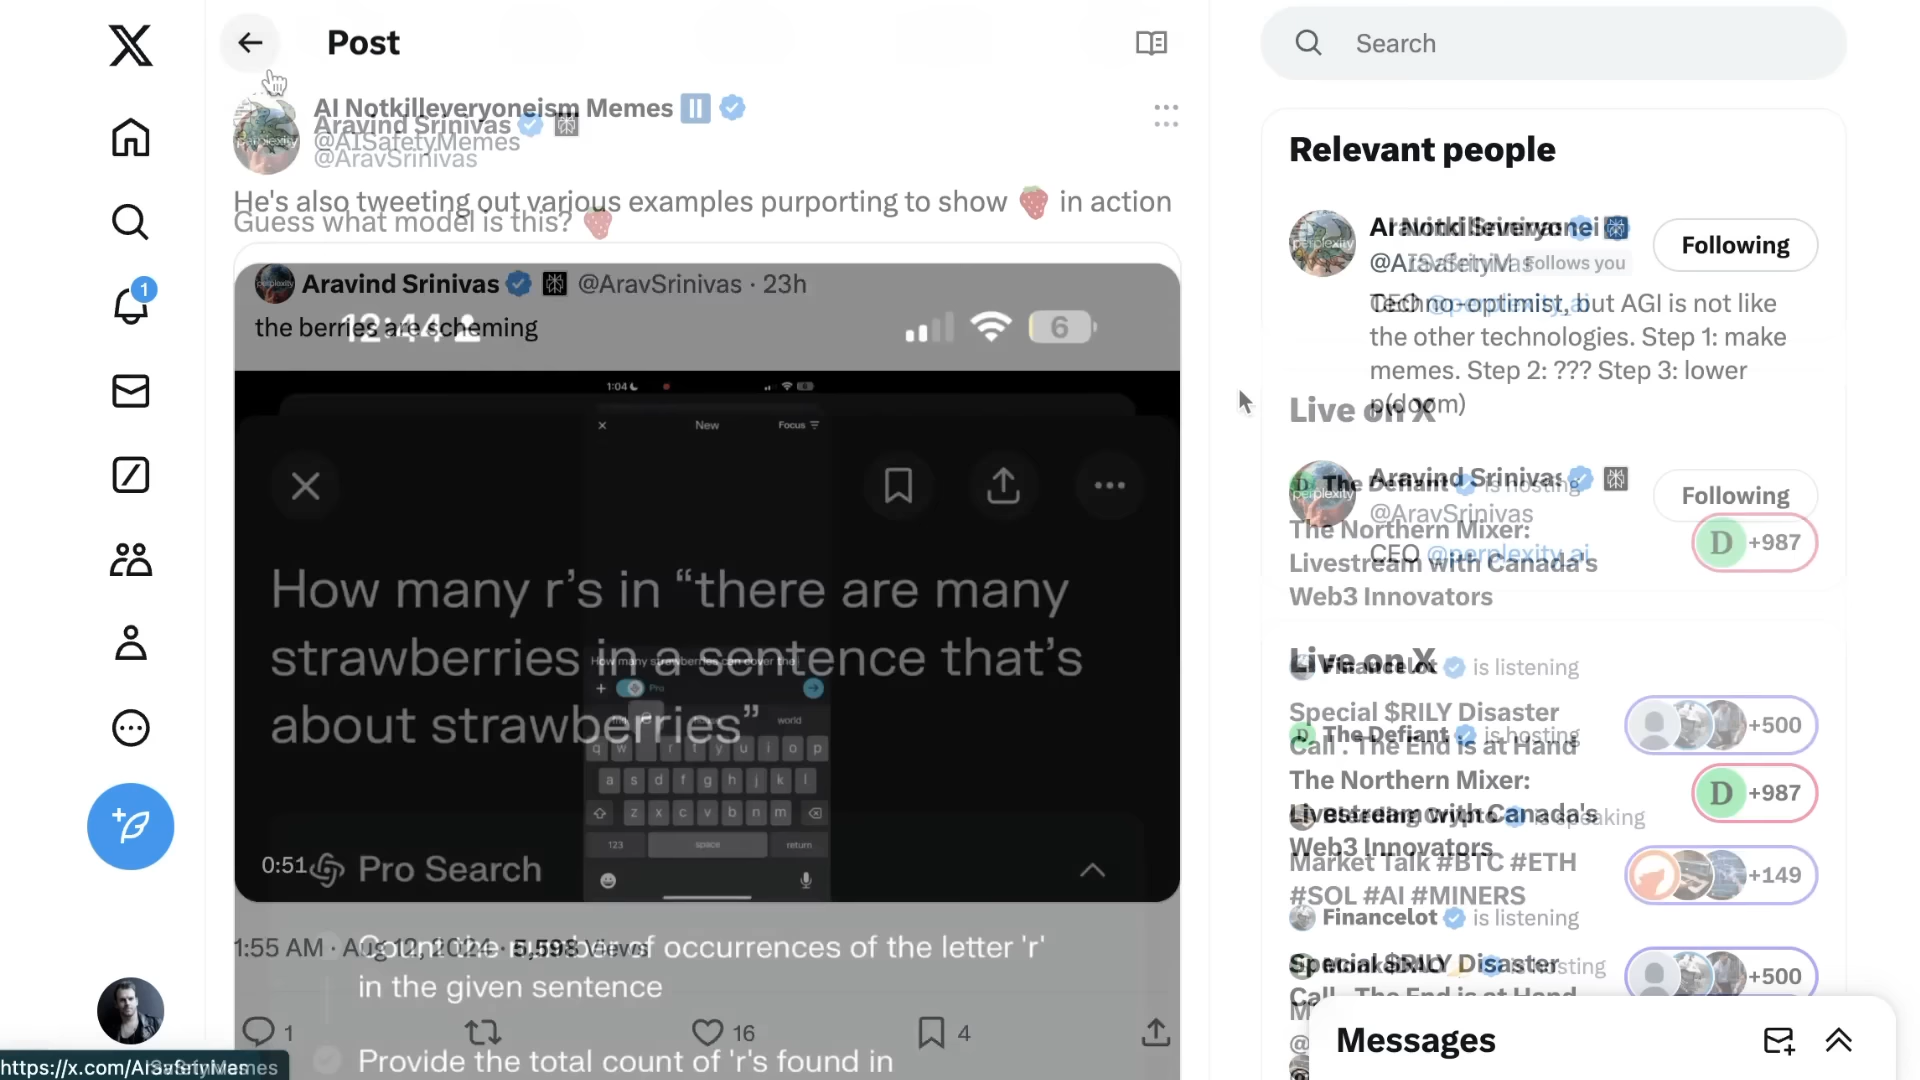 Post
Search
AI Notkilleveryoneism Memes
Aravind Srinivas
@AISafetyMemes
@AravSrinivas
He's also tweeting out various examples purporting to show 🍓 in action
Guess what model is this? 🍓
Aravind Srinivas @AravSrinivas · 23h
the berries are scheming
12:44
6
1:04
New
Focus
How many r's in "there are many
strawberries in a sentence that's
about strawberries"
How many strawberries can cover the
Pro
world
q w r t y u i o p
a s d f g h j k l
z x c v b n m
123
space
return
0:51
Pro Search
1:55 AM · Aug 12, 2024 · 5,598 Views
Count the number of occurrences of the letter 'r'
in the given sentence
1
16
4
Provide the total count of 'r's found in
https://x.com/AISafetyMemes
1
Relevant people
Following
Follows you
Techno-optimist, but AGI is not like
the other technologies. Step 1: make
memes. Step 2: ??? Step 3: lower
p(doom)
Live on X
Aravind Srinivas
Following
The Defiant is hosting
@AravSrinivas
The Northern Mixer:
Livestream with Canada's
Web3 Innovators
+987
CEO @perplexity_ai
Live on X
Financelot is listening
Special $RILY Disaster
Call . The End is at Hand
+500
The Defiant is hosting
The Northern Mixer:
Livestream with Canada's
Web3 Innovators
+987
is speaking
Market Talk #BTC #ETH
#SOL #AI #MINERS
+149
Financelot is listening
Special $RILY Disaster
Call . The End is at Hand
+500
is hosting
Messages